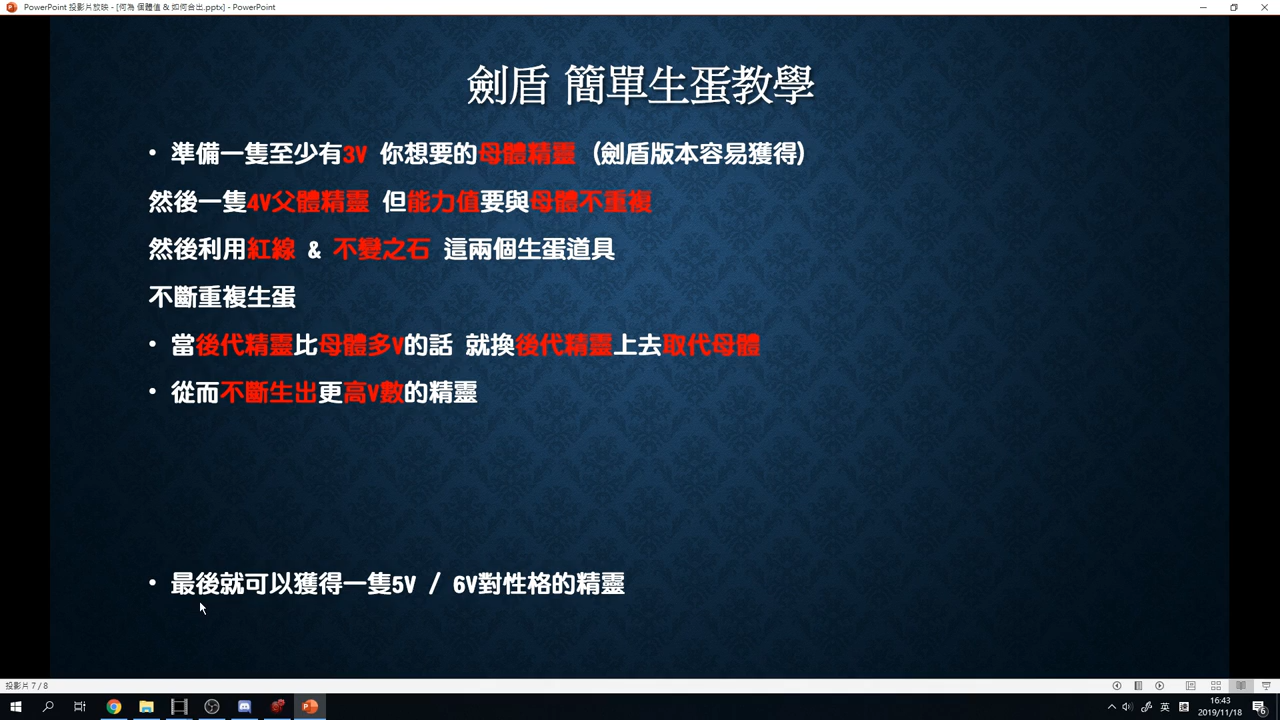 PowerPoint 投影片放映 - [何為 個體值 & 如何合出.pptx] - PowerPoint
劍盾 簡單生蛋教學
• 準備一隻至少有3V 你想要的母體精靈 (劍盾版本容易獲得)
然後一隻4V父體精靈 但能力值要與母體不重複
然後利用紅線 & 不變之石 這兩個生蛋道具
不斷重複生蛋
• 當後代精靈比母體多V的話 就換後代精靈上去取代母體
• 從而不斷生出更高V數的精靈
• 最後就可以獲得一隻5V / 6V對性格的精靈
投影片 7 / 8
英
16:43
2019/11/18
6